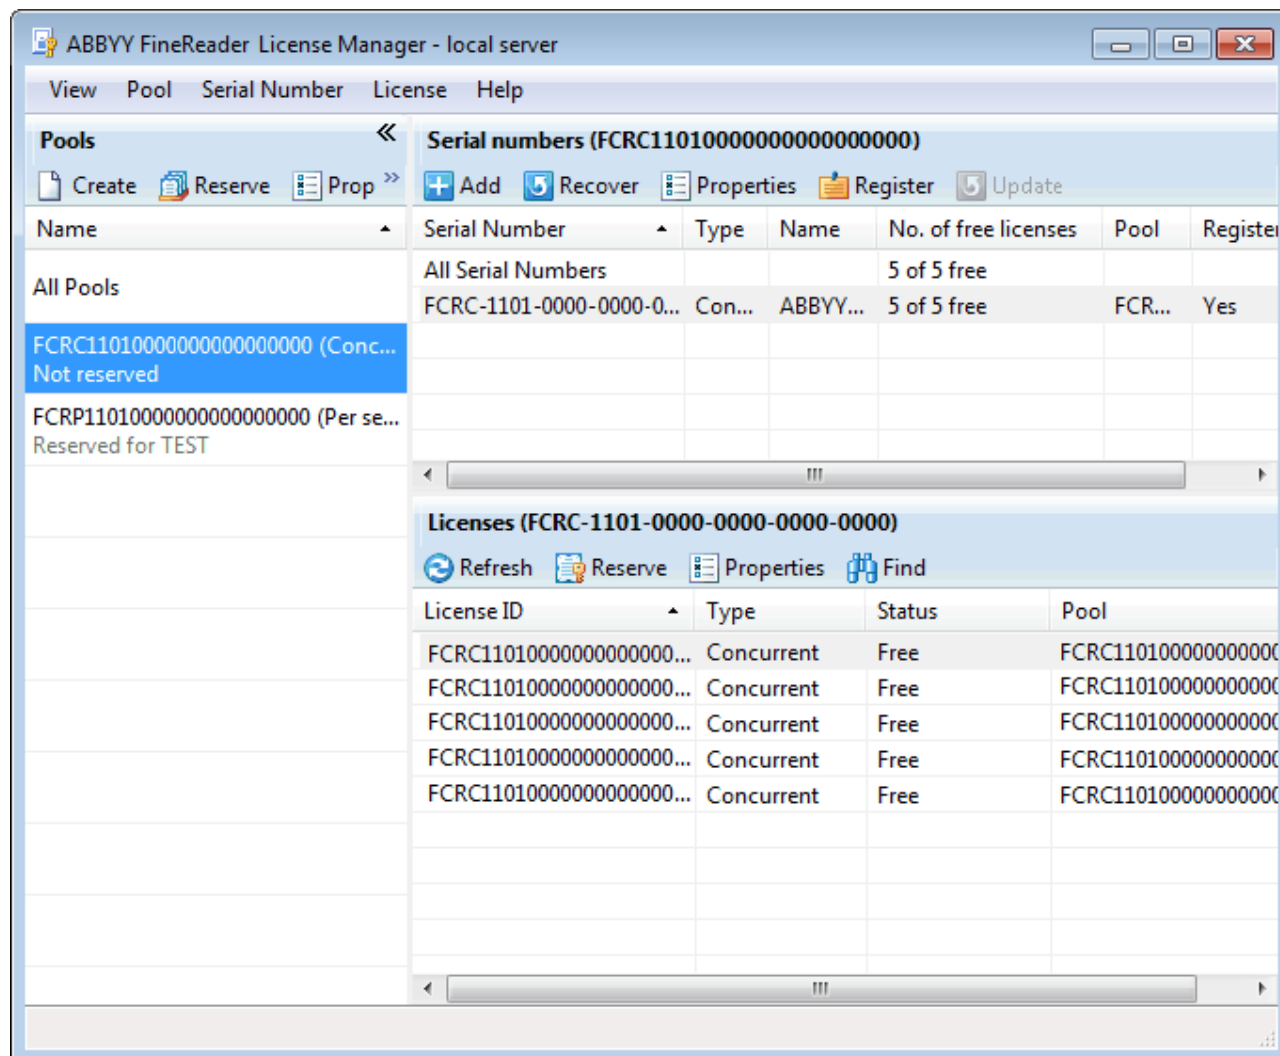 ABBYY FineReader License Manager - local server
View Pool Serial Number License Help
Pools «
Create Reserve Prop »
Name
All Pools
FCRC11010000000000000000 (Conc...
Not reserved
FCRP11010000000000000000 (Per se...
Reserved for TEST
Serial numbers (FCRC11010000000000000000)
Add Recover Properties Register Update
Serial Number Type Name No. of free licenses Pool Register
All Serial Numbers 5 of 5 free
FCRC-1101-0000-0000-0... Con... ABBYY... 5 of 5 free FCR... Yes
Licenses (FCRC-1101-0000-0000-0000-0000)
Refresh Reserve Properties Find
License ID Type Status Pool
FCRC11010000000000000... Concurrent Free FCRC110100000000000
FCRC11010000000000000... Concurrent Free FCRC110100000000000
FCRC11010000000000000... Concurrent Free FCRC110100000000000
FCRC11010000000000000... Concurrent Free FCRC110100000000000
FCRC11010000000000000... Concurrent Free FCRC110100000000000